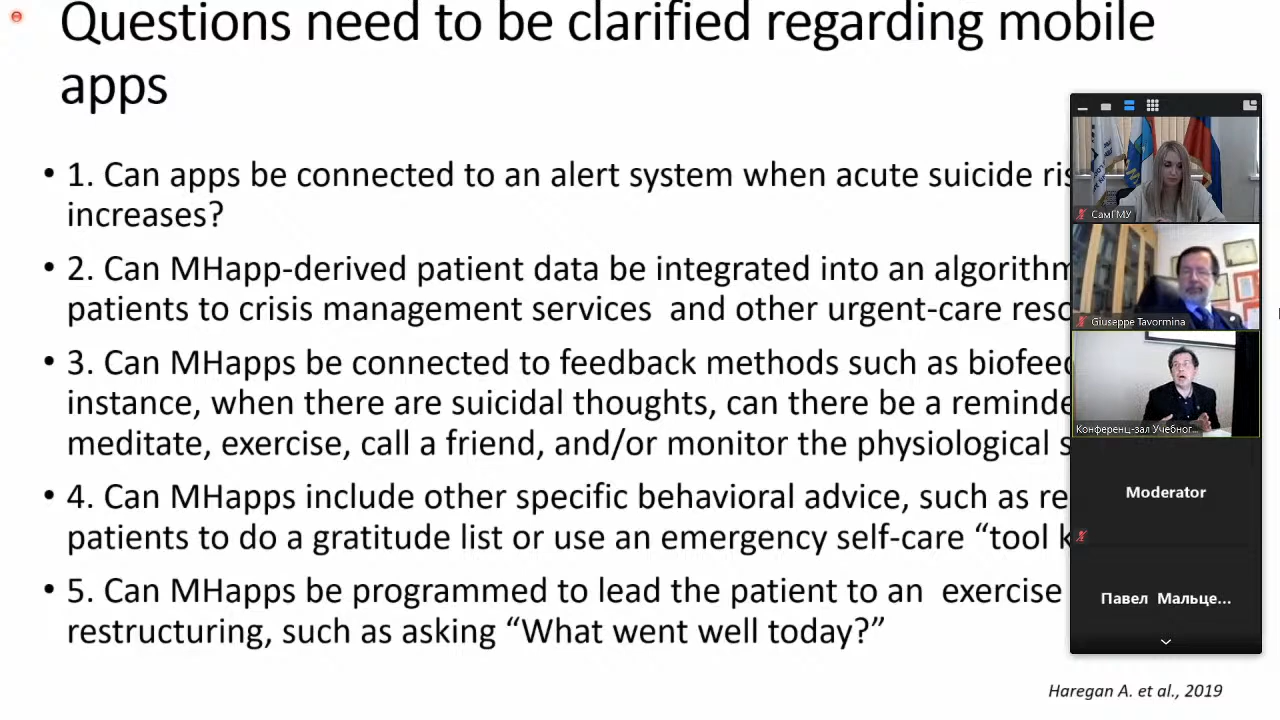 Questions need to be clarified regarding mobile
apps
• 1. Can apps be connected to an alert system when acute suicide ris
increases?
• 2. Can MHapp-derived patient data be integrated into an algorithm
patients to crisis management services and other urgent-care reso
• 3. Can MHapps be connected to feedback methods such as biofeed
instance, when there are suicidal thoughts, can there be a reminde
meditate, exercise, call a friend, and/or monitor the physiological s
• 4. Can MHapps include other specific behavioral advice, such as re
patients to do a gratitude list or use an emergency self-care “tool k
• 5. Can MHapps be programmed to lead the patient to an exercise
restructuring, such as asking “What went well today?”
Haregan A. et al., 2019
СамГМУ
Giuseppe Tavormina
Конференц-зал Учебног...
Moderator
Павел Мальце...